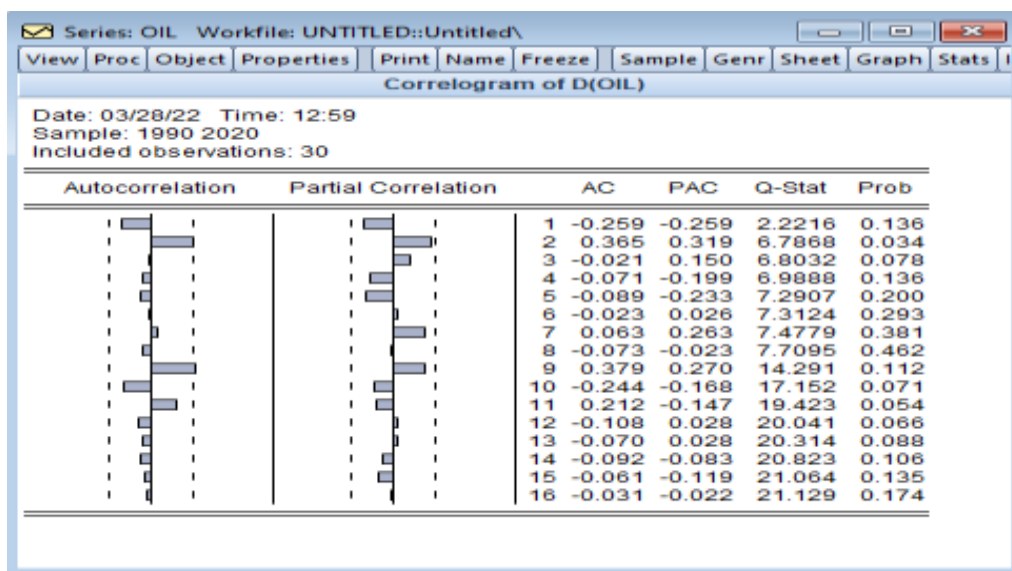 Series: OIL Workfile: UNTITLED::Untitled\
View Proc Object Properties Print Name Freeze Sample Genr Sheet Graph Stats I
Correlogram of D(OIL)
Date: 03/28/22 Time: 12:59
Sample: 1990 2020
Included observations: 30
Autocorrelation Partial Correlation AC PAC Q-Stat Prob
1 -0.259 -0.259 2.2216 0.136
2 0.365 0.319 6.7868 0.034
3 -0.021 0.150 6.8032 0.078
4 -0.071 -0.199 6.9888 0.136
5 -0.089 -0.233 7.2907 0.200
6 -0.023 0.026 7.3124 0.293
7 0.063 0.263 7.4779 0.381
8 -0.073 -0.023 7.7095 0.462
9 0.379 0.270 14.291 0.112
10 -0.244 -0.168 17.152 0.071
11 0.212 -0.147 19.423 0.054
12 -0.108 0.028 20.041 0.066
13 -0.070 0.028 20.314 0.088
14 -0.092 -0.083 20.823 0.106
15 -0.061 -0.119 21.064 0.135
16 -0.031 -0.022 21.129 0.174